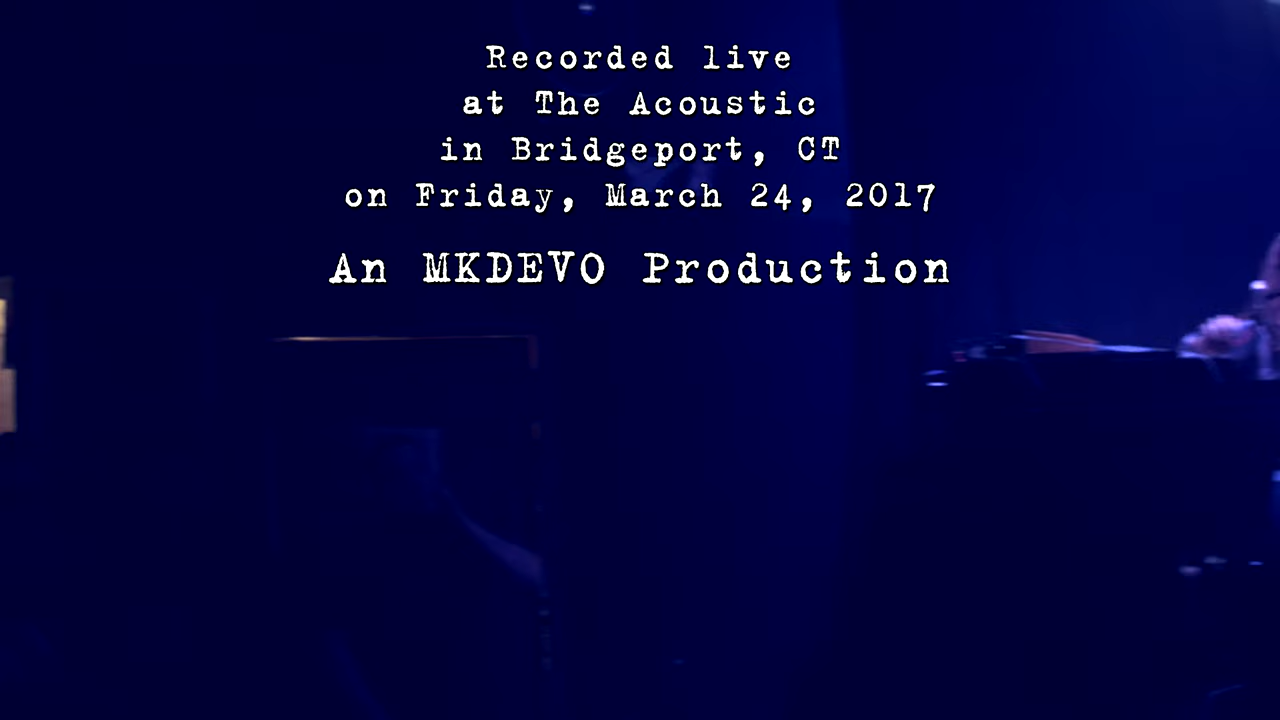 Recorded live
at The Acoustic
in Bridgeport, CT
on Friday, March 24, 2017
An MKDEVO Production